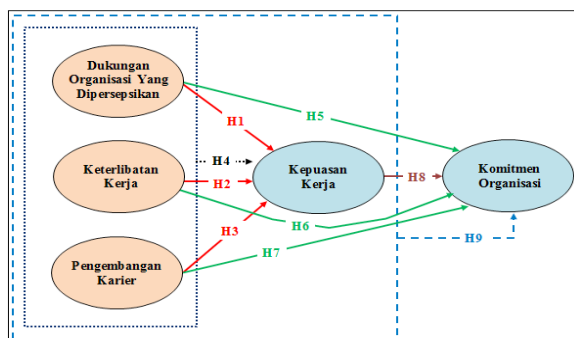 Dukungan
Organisasi Yang
Dipersepsikan
H1
H5
H4
Keterlibatan
Kerja
H2
Kepuasan
Kerja
H8
Komitmen
Organisasi
H3
H6
H9
H7
Pengembangan
Karier